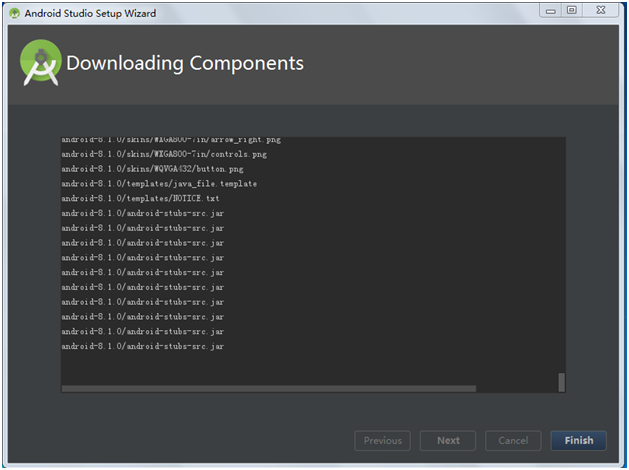 Android Studio Setup Wizard
Downloading Components
android-8.1.0/skins/WXGA800-7in/arrow_right.png
android-8.1.0/skins/WXGA800-7in/controls.png
android-8.1.0/skins/WQVGA432/button.png
android-8.1.0/templates/java_file.template
android-8.1.0/templates/NOTICE.txt
android-8.1.0/android-stubs-src.jar
android-8.1.0/android-stubs-src.jar
android-8.1.0/android-stubs-src.jar
android-8.1.0/android-stubs-src.jar
android-8.1.0/android-stubs-src.jar
android-8.1.0/android-stubs-src.jar
android-8.1.0/android-stubs-src.jar
android-8.1.0/android-stubs-src.jar
android-8.1.0/android-stubs-src.jar
android-8.1.0/android-stubs-src.jar
Previous Next Cancel Finish